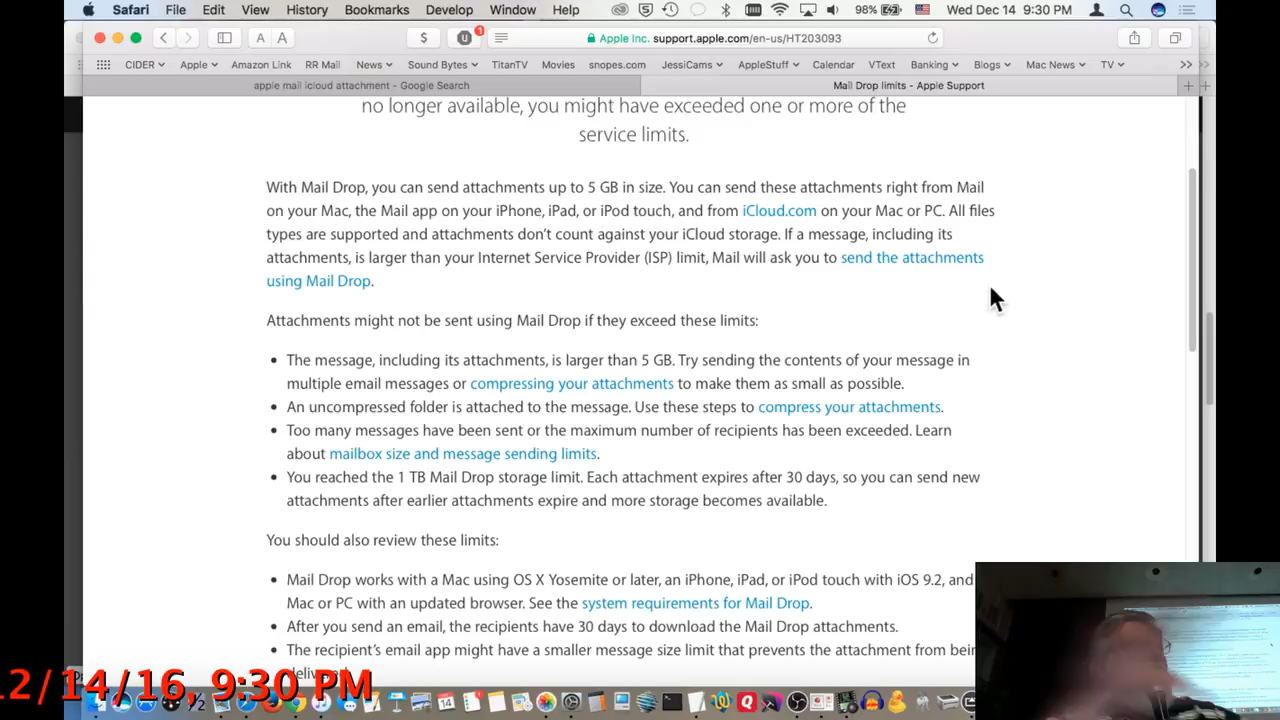 Safari File Edit View History Bookmarks Develop Window Help 98% Wed Dec 14 9:30 PM
A A $ 1 Apple Inc. support.apple.com/en-us/HT203093
CIDER Apple Amazon Link RR Mail News Sound Bytes TitanTV Movies snopes.com JessiCams AppleStuff Calendar VText Banking Blogs Mac News TV >>
apple mail icloud attachment - Google Search Mail Drop limits - Apple Support
no longer available, you might have exceeded one or more of the
service limits.
With Mail Drop, you can send attachments up to 5 GB in size. You can send these attachments right from Mail
on your Mac, the Mail app on your iPhone, iPad, or iPod touch, and from iCloud.com on your Mac or PC. All files
types are supported and attachments don't count against your iCloud storage. If a message, including its
attachments, is larger than your Internet Service Provider (ISP) limit, Mail will ask you to send the attachments
using Mail Drop.
Attachments might not be sent using Mail Drop if they exceed these limits:
• The message, including its attachments, is larger than 5 GB. Try sending the contents of your message in
multiple email messages or compressing your attachments to make them as small as possible.
• An uncompressed folder is attached to the message. Use these steps to compress your attachments.
• Too many messages have been sent or the maximum number of recipients has been exceeded. Learn
about mailbox size and message sending limits.
• You reached the 1 TB Mail Drop storage limit. Each attachment expires after 30 days, so you can send new
attachments after earlier attachments expire and more storage becomes available.
You should also review these limits:
• Mail Drop works with a Mac using OS X Yosemite or later, an iPhone, iPad, or iPod touch with iOS 9.2, and
Mac or PC with an updated browser. See the system requirements for Mail Drop.
• After you send an email, the recipient has 30 days to download the Mail Drop attachments.
• The recipient's email app might have a smaller message size limit that prevents the attachment from bein
12/14/16, 9:30 PM